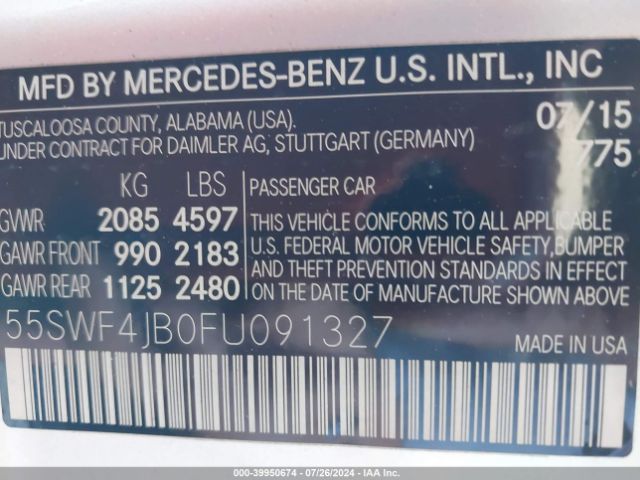 MFD BY MERCEDES-BENZ U.S. INTL., INC
TUSCALOOSA COUNTY, ALABAMA (USA). 07/15
UNDER CONTRACT FOR DAIMLER AG, STUTTGART (GERMANY) 775
KG LBS PASSENGER CAR
GVWR 2085 4597 THIS VEHICLE CONFORMS TO ALL APPLICABLE
GAWR FRONT 990 2183 U.S. FEDERAL MOTOR VEHICLE SAFETY, BUMPER
GAWR REAR 1125 2480 AND THEFT PREVENTION STANDARDS IN EFFECT
ON THE DATE OF MANUFACTURE SHOWN ABOVE
55SWF4JB0FU091327 MADE IN USA
000-39950674 - 07/26/2024 - IAA Inc.